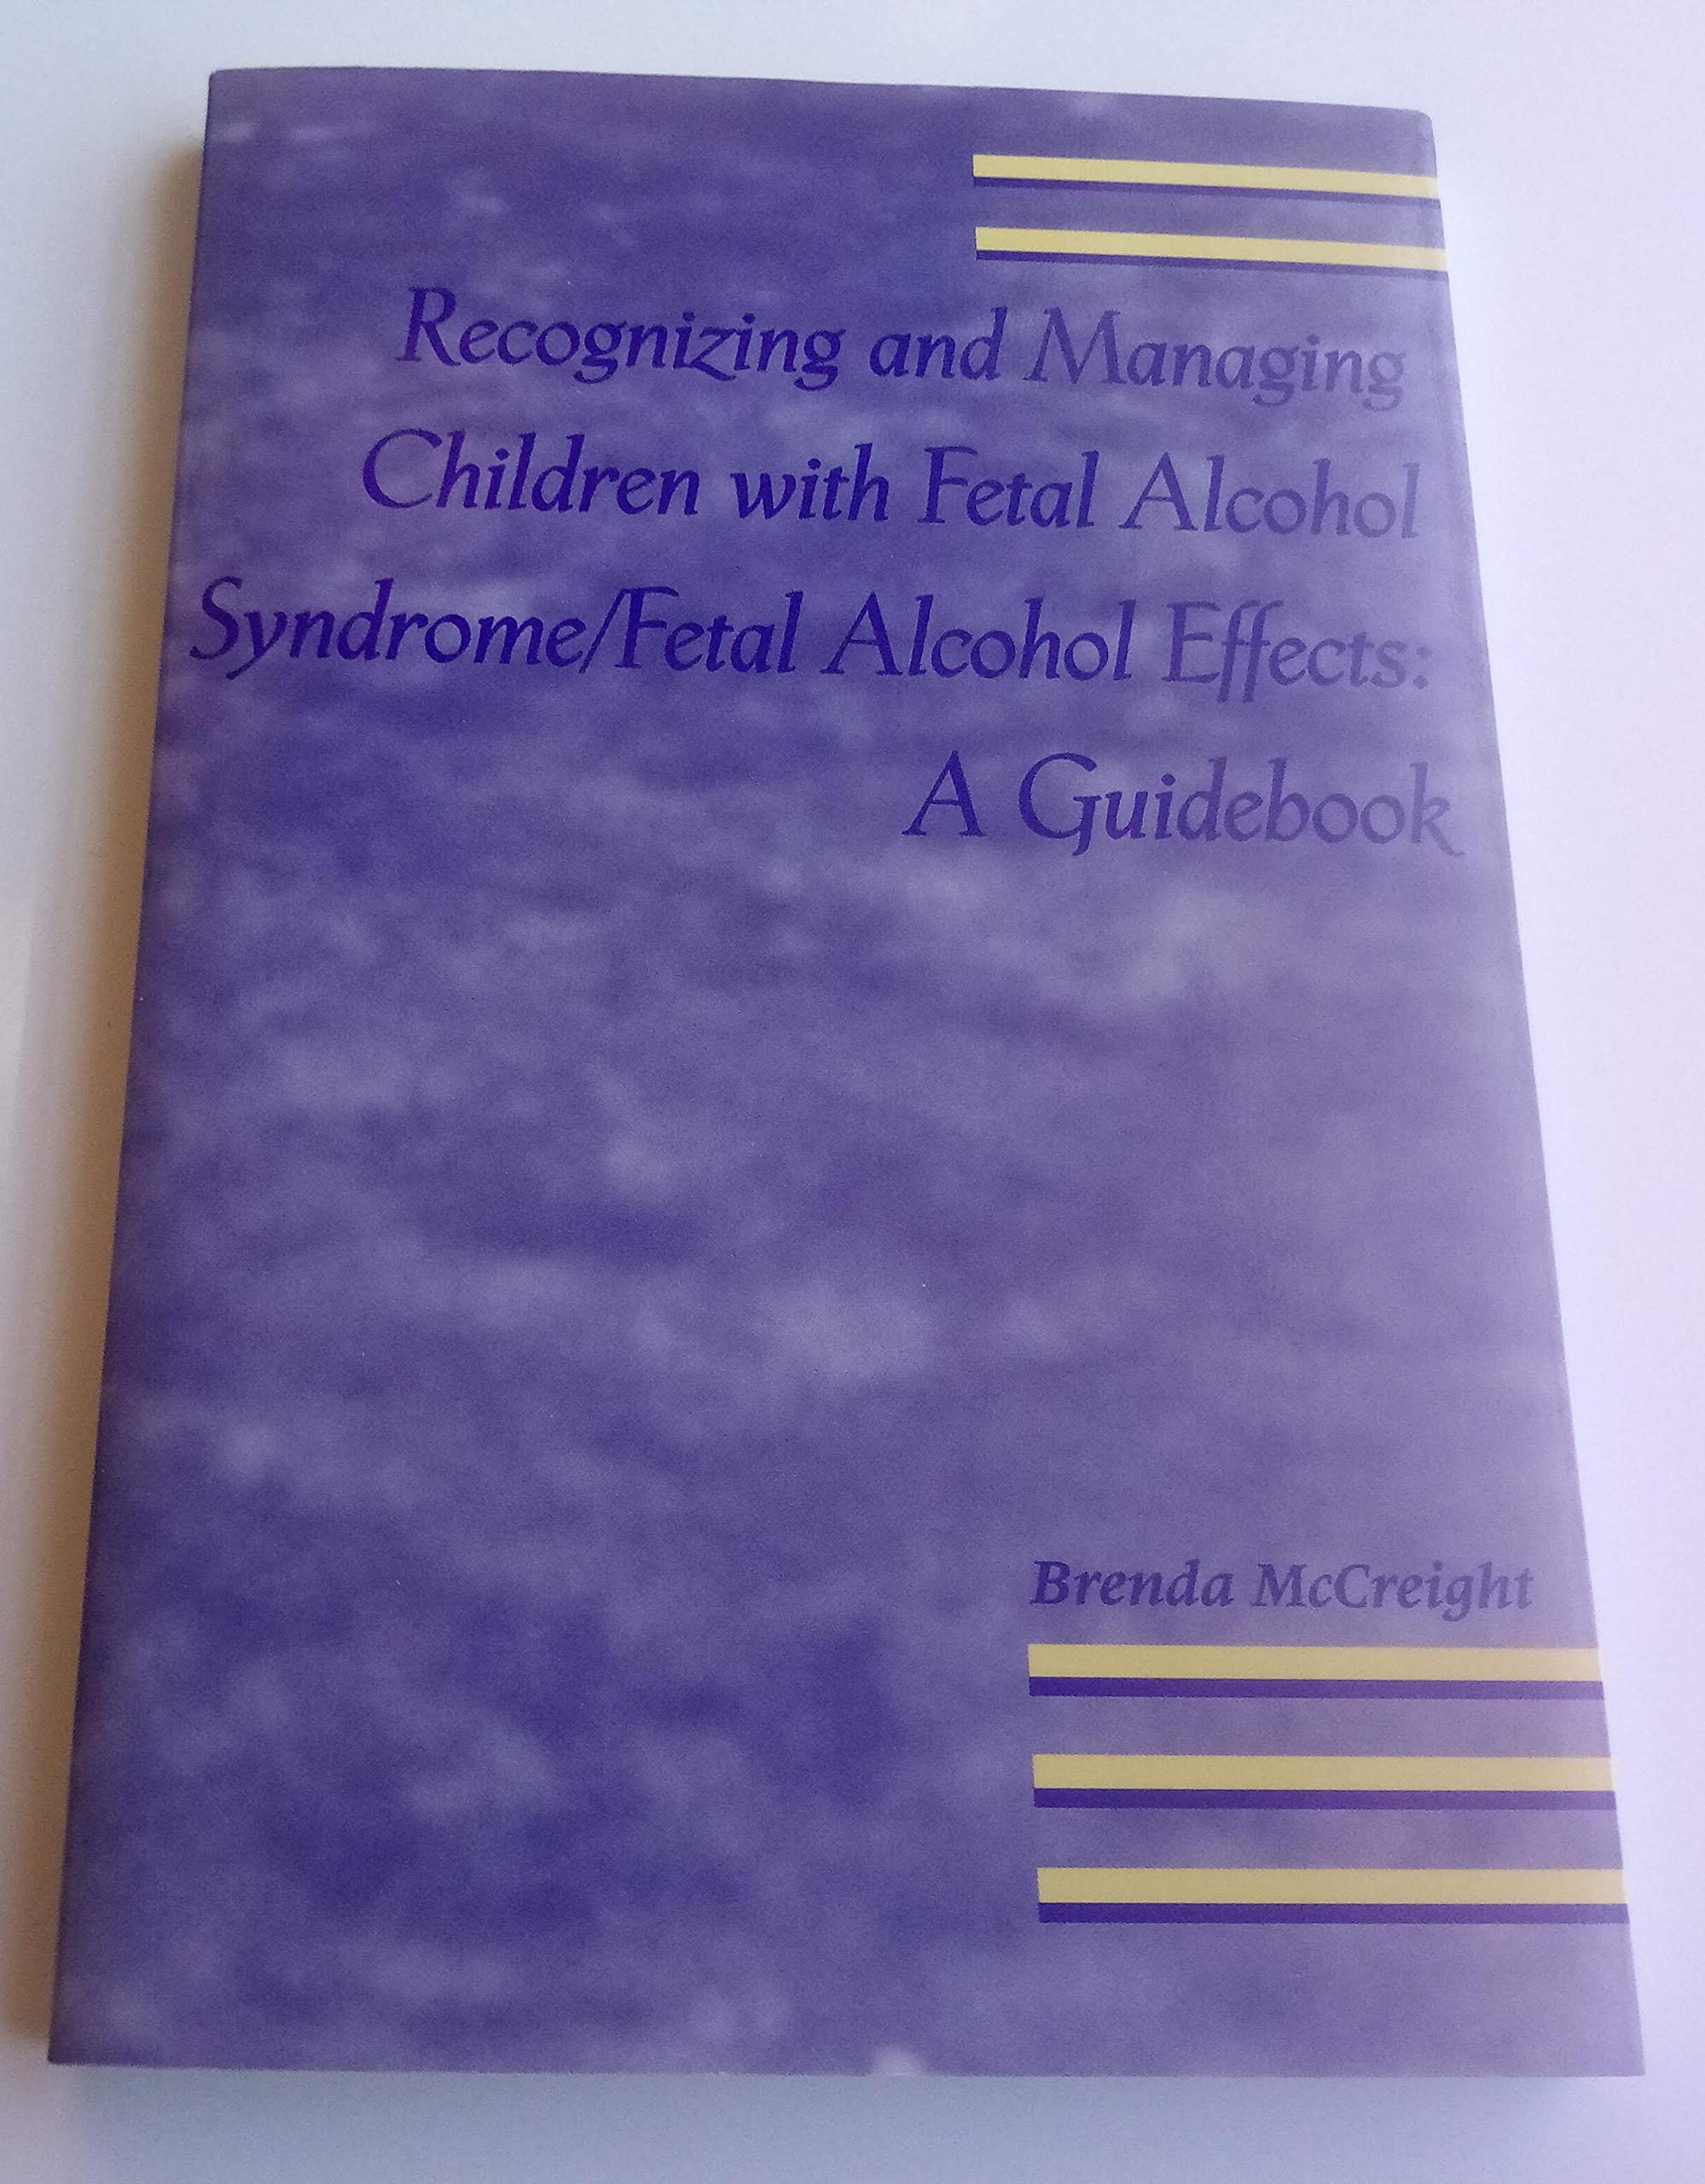 Recognizing and Managing
Children with Fetal Alcohol
Syndrome/Fetal Alcohol Effects:
A Guidebook
Brenda McCreight